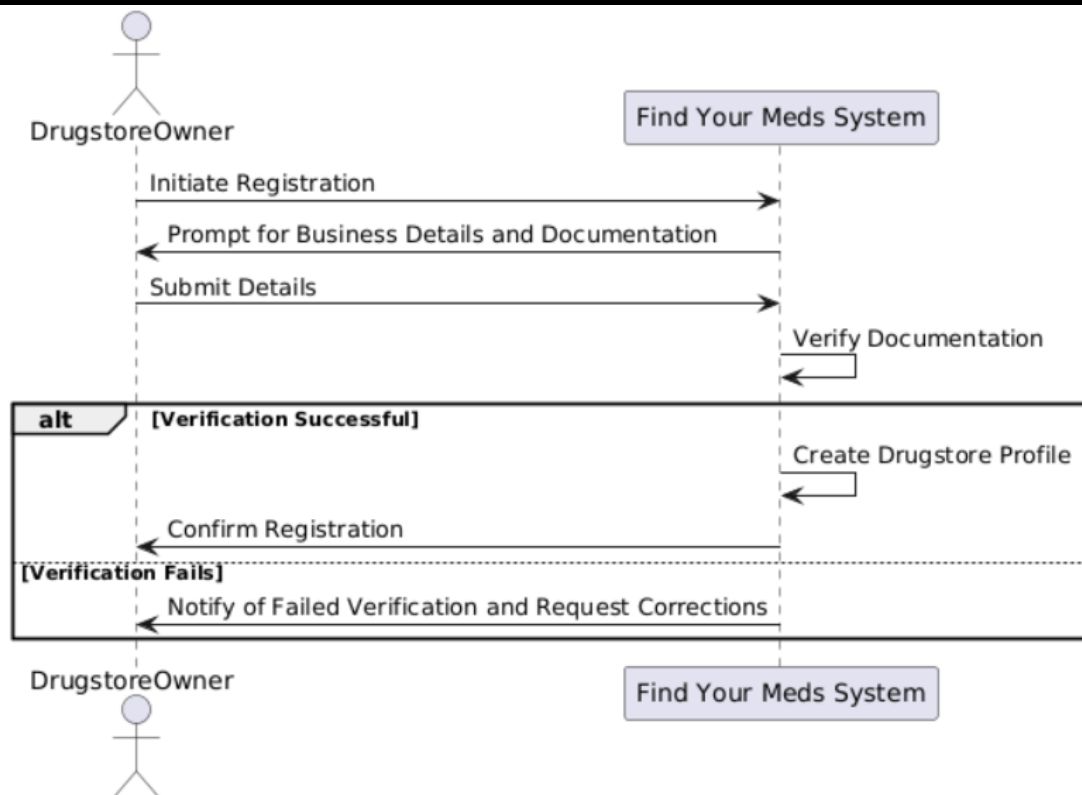 DrugstoreOwner
Find Your Meds System
Initiate Registration
Prompt for Business Details and Documentation
Submit Details
Verify Documentation
alt
[Verification Successful]
Create Drugstore Profile
Confirm Registration
[Verification Fails]
Notify of Failed Verification and Request Corrections
DrugstoreOwner
Find Your Meds System